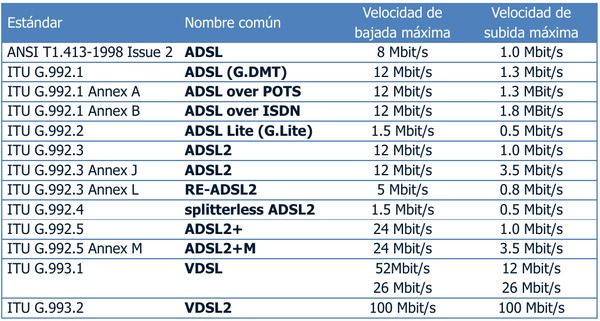 Estándar Nombre común Velocidad de bajada máxima Velocidad de subida máxima
ANSI T1.413-1998 Issue 2 ADSL 8 Mbit/s 1.0 Mbit/s
ITU G.992.1 ADSL (G.DMT) 12 Mbit/s 1.3 Mbit/s
ITU G.992.1 Annex A ADSL over POTS 12 Mbit/s 1.3 MBit/s
ITU G.992.1 Annex B ADSL over ISDN 12 Mbit/s 1.8 MBit/s
ITU G.992.2 ADSL Lite (G.Lite) 1.5 Mbit/s 0.5 Mbit/s
ITU G.992.3 ADSL2 12 Mbit/s 1.0 Mbit/s
ITU G.992.3 Annex J ADSL2 12 Mbit/s 3.5 Mbit/s
ITU G.992.3 Annex L RE-ADSL2 5 Mbit/s 0.8 Mbit/s
ITU G.992.4 splitterless ADSL2 1.5 Mbit/s 0.5 Mbit/s
ITU G.992.5 ADSL2+ 24 Mbit/s 1.0 Mbit/s
ITU G.992.5 Annex M ADSL2+M 24 Mbit/s 3.5 Mbit/s
ITU G.993.1 VDSL 52Mbit/s 12 Mbit/s
26 Mbit/s 26 Mbit/s
ITU G.993.2 VDSL2 100 Mbit/s 100 Mbit/s